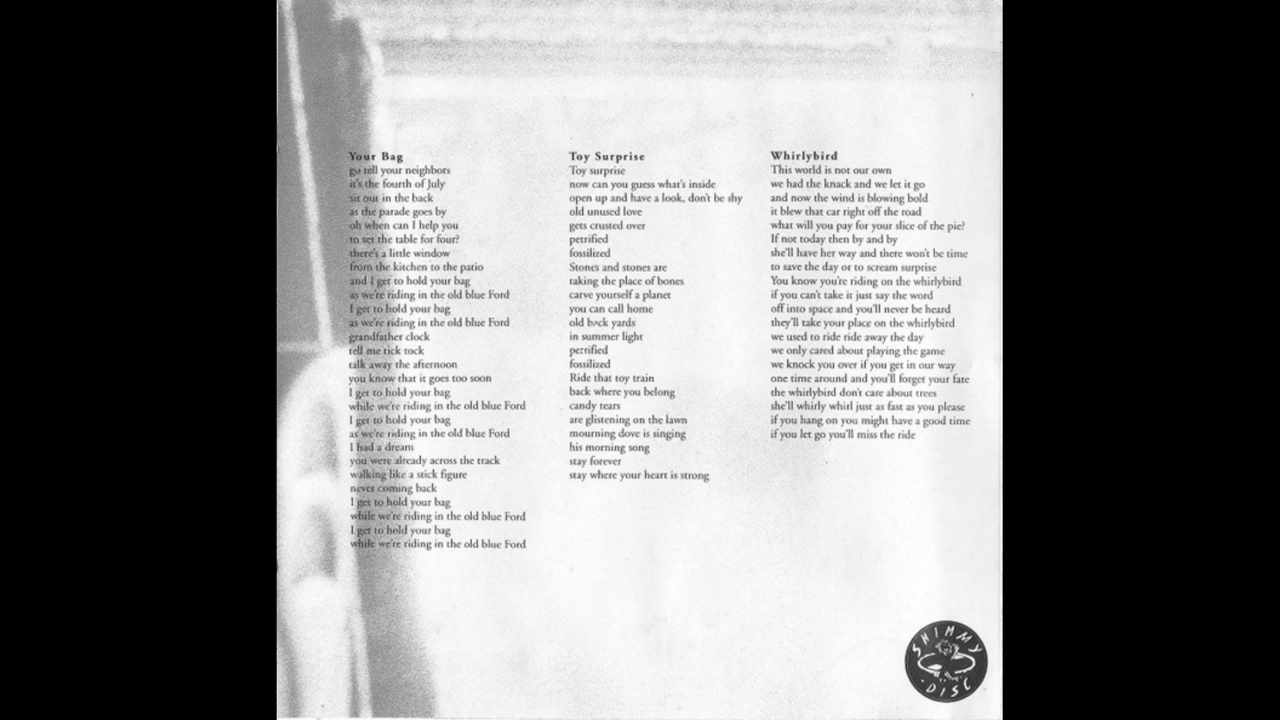 Your Bag
go tell your neighbors
it's the fourth of July
sit out in the back
as the parade goes by
oh when can I help you
to set the table for four?
there's a little window
from the kitchen to the patio
and I get to hold your bag
as we're riding in the old blue Ford
I get to hold your bag
as we're riding in the old blue Ford
grandfather clock
tell me tick tock
talk away the afternoon
you know that it goes too soon
I get to hold your bag
while we're riding in the old blue Ford
I get to hold your bag
as we're riding in the old blue Ford
I had a dream
you were already across the track
walking like a stick figure
never coming back
I get to hold your bag
while we're riding in the old blue Ford
I get to hold your bag
while we're riding in the old blue Ford
Toy Surprise
Toy surprise
now can you guess what's inside
open up and have a look, don't be shy
old unused love
gets crusted over
petrified
fossilized
Stones and stones are
taking the place of bones
carve yourself a planet
you can call home
old back yards
in summer light
petrified
fossilized
Ride that toy train
back where you belong
candy tears
are glistening on the lawn
mourning dove is singing
his morning song
stay forever
stay where your heart is strong
Whirlybird
This world is not our own
we had the knack and we let it go
and now the wind is blowing bold
it blew that car right off the road
what will you pay for your slice of the pie?
If not today then by and by
she'll have her way and there won't be time
to save the day or to scream surprise
You know you're riding on the whirlybird
if you can't take it just say the word
off into space and you'll never be heard
they'll take your place on the whirlybird
we used to ride ride away the day
we only cared about playing the game
we knock you over if you get in our way
one time around and you'll forget your fate
the whirlybird don't care about trees
she'll whirly whirl just as fast as you please
if you hang on you might have a good time
if you let go you'll miss the ride
SHIMMY
DISC